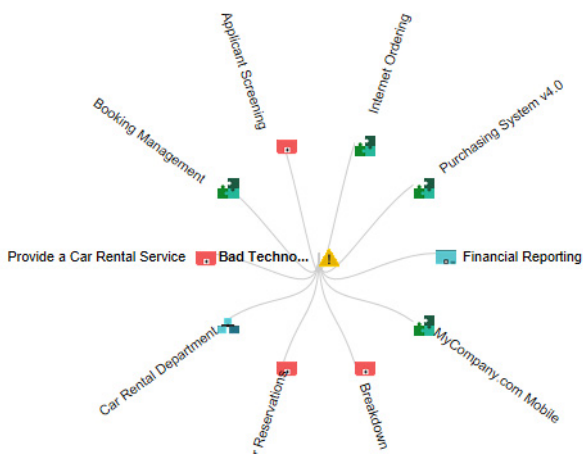 Applicant Screening
Internet Ordering
Booking Management
Purchasing System v4.0
Provide a Car Rental Service
Bad Techno...
Financial Reporting
Car Rental Department
MyCompany.com Mobile
Reservations
Breakdown